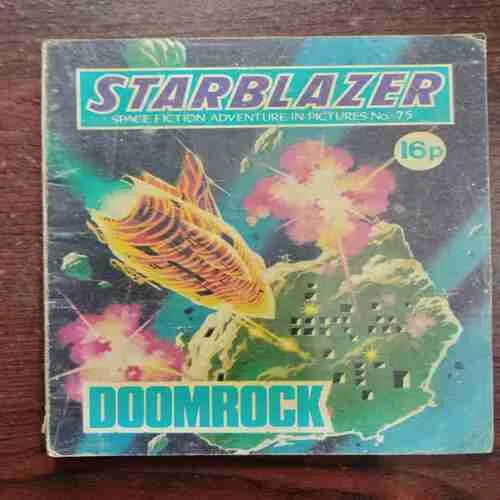 STARBLAZER
SPACE FICTION ADVENTURE IN PICTURES No. 75
16p
DOOMROCK